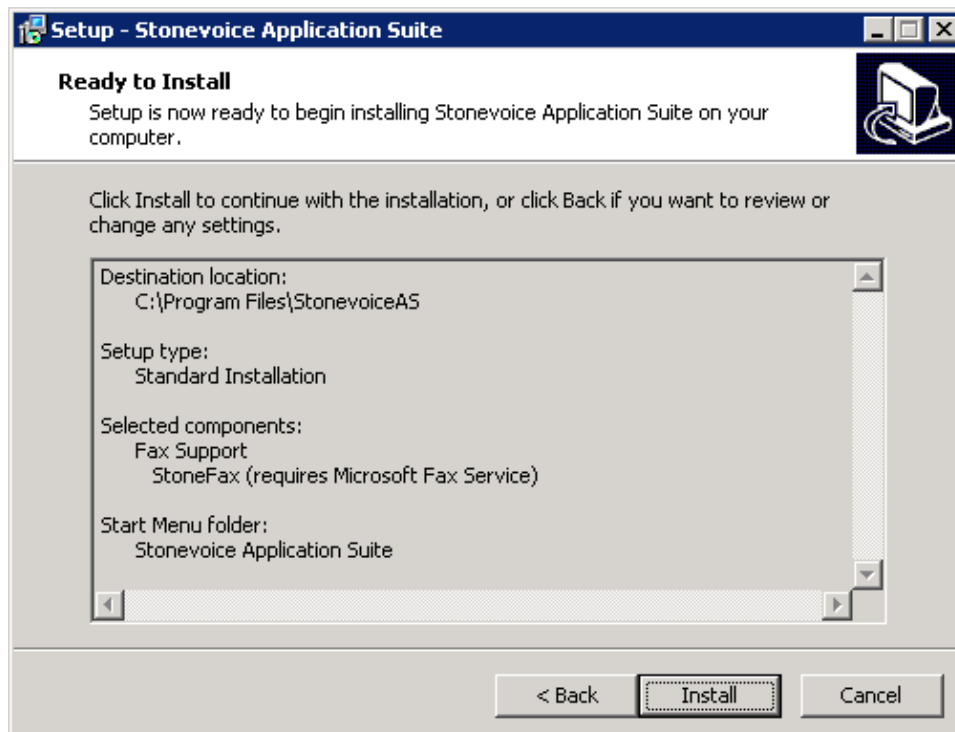 Setup - Stonevoice Application Suite
Ready to Install
Setup is now ready to begin installing Stonevoice Application Suite on your
computer.
Click Install to continue with the installation, or click Back if you want to review or
change any settings.
Destination location:
C:\Program Files\StonevoiceAS
Setup type:
Standard Installation
Selected components:
Fax Support
StoneFax (requires Microsoft Fax Service)
Start Menu folder:
Stonevoice Application Suite
< Back
Install
Cancel